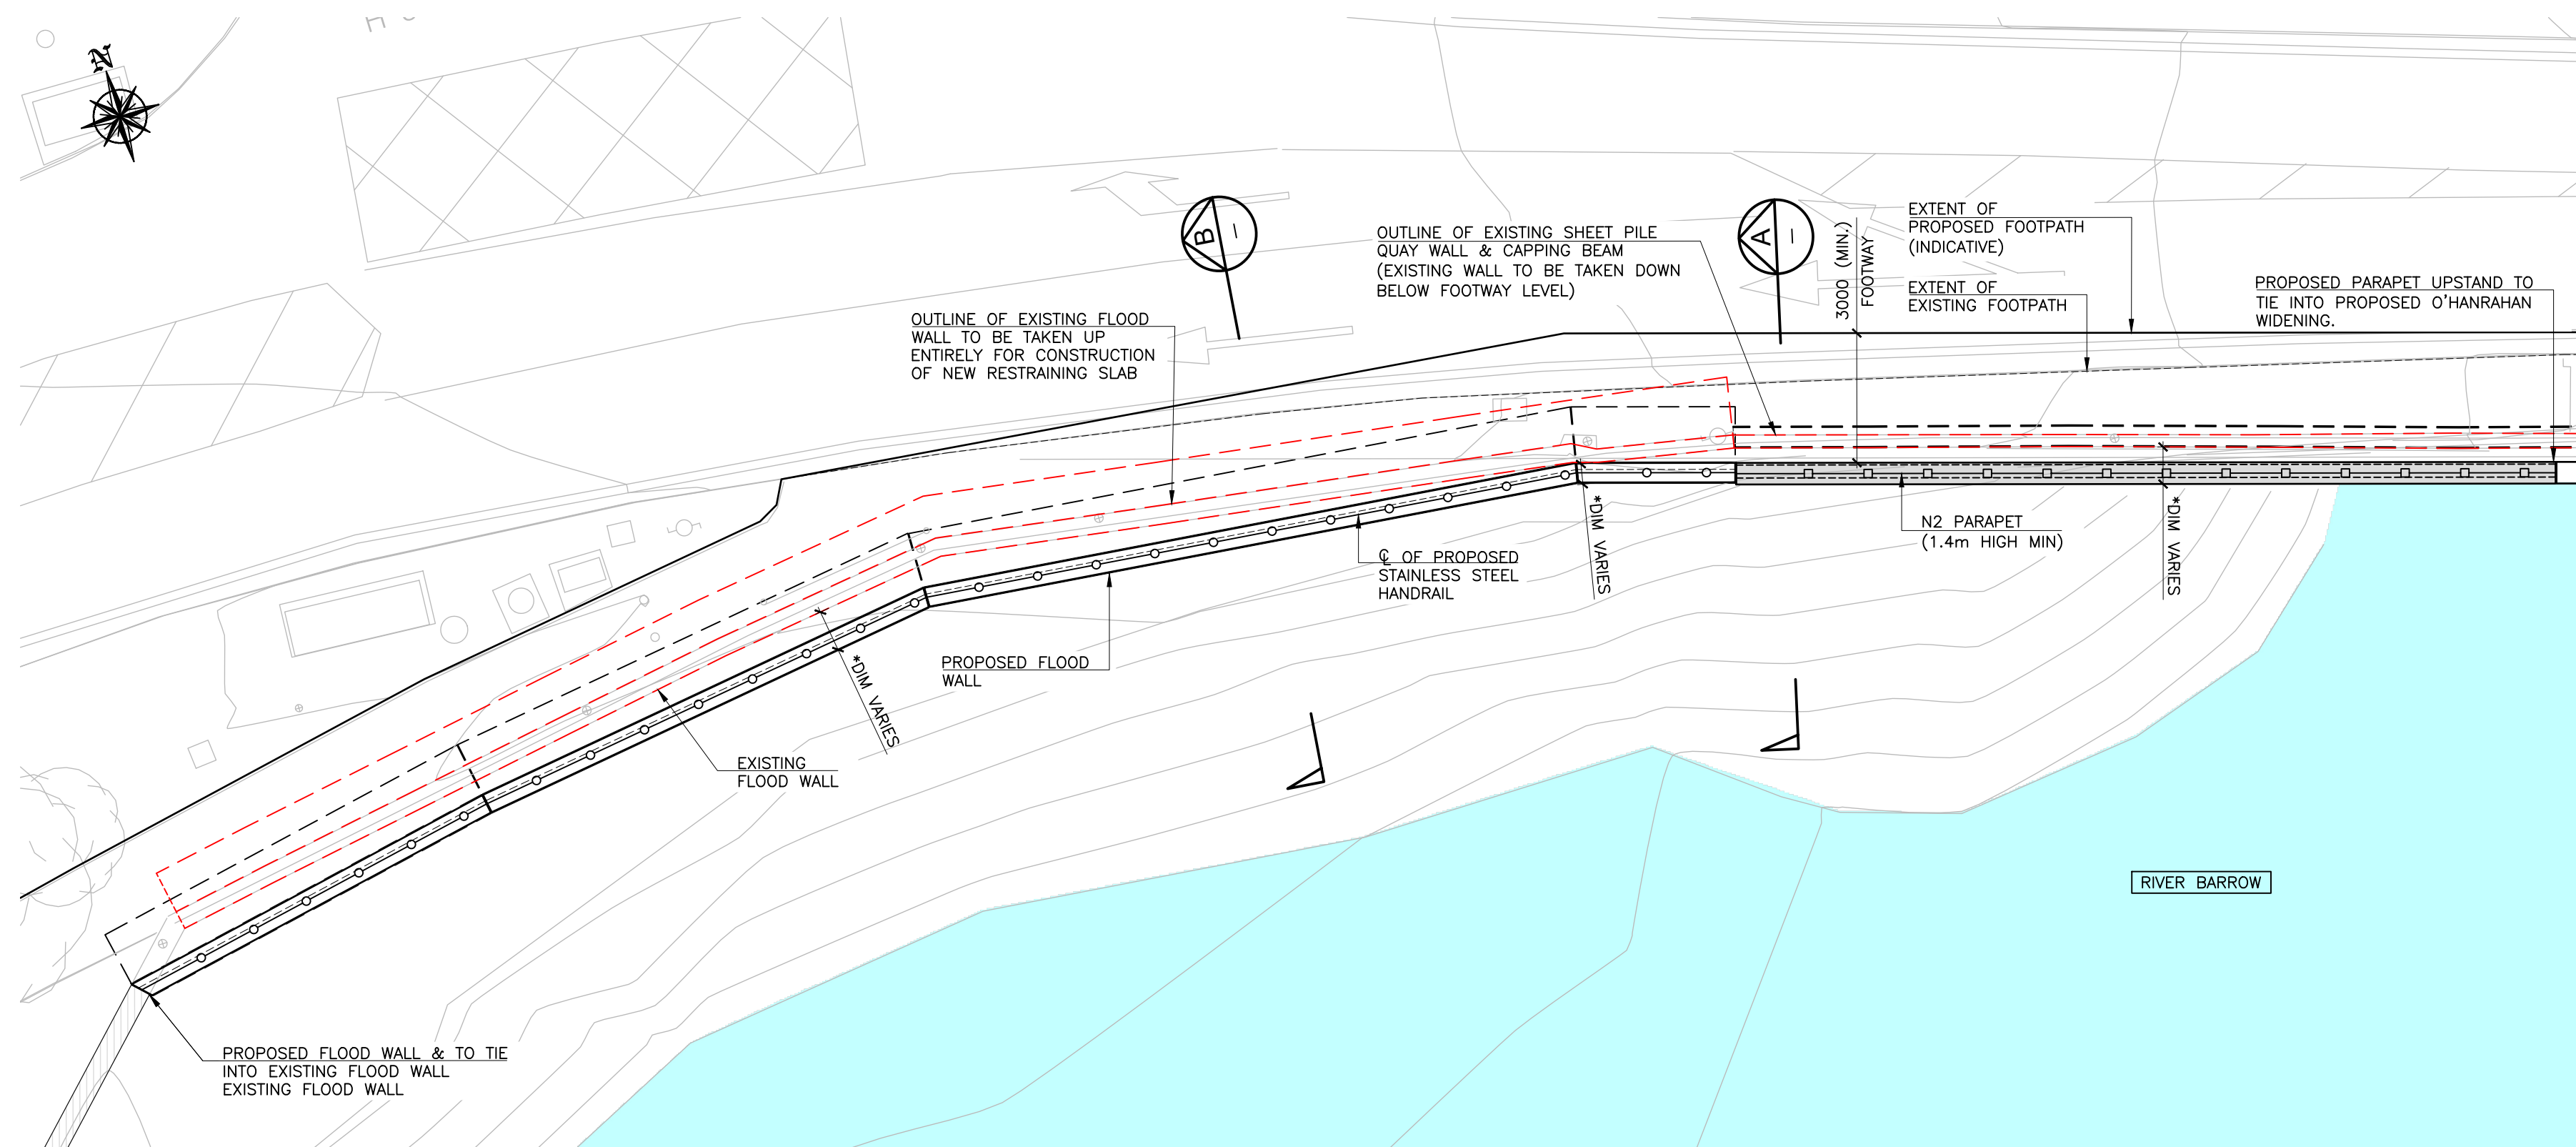 N
B
–
A
–
OUTLINE OF EXISTING SHEET PILE
QUAY WALL & CAPPING BEAM
(EXISTING WALL TO BE TAKEN DOWN
BELOW FOOTWAY LEVEL)
3000 (MIN.)
FOOTWAY
EXTENT OF
PROPOSED FOOTPATH
(INDICATIVE)
EXTENT OF
EXISTING FOOTPATH
PROPOSED PARAPET UPSTAND TO
TIE INTO PROPOSED O'HANRAHAN
WIDENING.
OUTLINE OF EXISTING FLOOD
WALL TO BE TAKEN UP
ENTIRELY FOR CONSTRUCTION
OF NEW RESTRAINING SLAB
*DIM VARIES
N2 PARAPET
(1.4m HIGH MIN)
*DIM VARIES
℄ OF PROPOSED
STAINLESS STEEL
HANDRAIL
PROPOSED FLOOD
WALL
*DIM VARIES
EXISTING
FLOOD WALL
RIVER BARROW
PROPOSED FLOOD WALL & TO TIE
INTO EXISTING FLOOD WALL
EXISTING FLOOD WALL